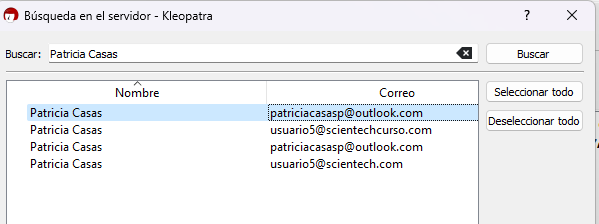 Búsqueda en el servidor - Kleopatra
? ×
Buscar: Patricia Casas Buscar
Nombre Correo Seleccionar todo
Patricia Casas patriciacasasp@outlook.com
Patricia Casas usuario5@scientechcurso.com Deseleccionar todo
Patricia Casas patriciacasasp@outlook.com
Patricia Casas usuario5@scientech.com